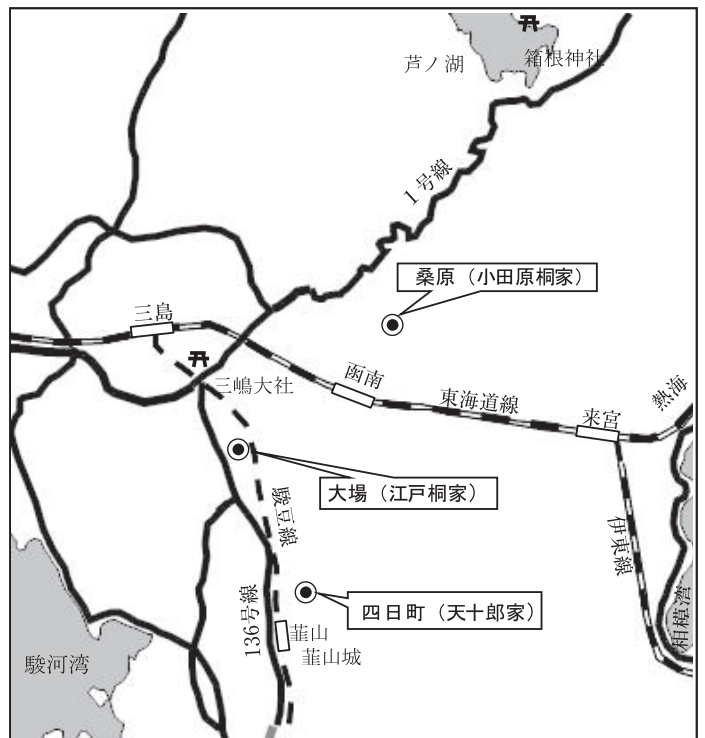 芦ノ湖
箱根神社
1号線
桑原（小田原桐家）
三島
三嶋大社
函南
東海道線
来宮
熱海
大場（江戸桐家）
駿豆線
伊東線
四日町（天十郎家）
136号線
韮山
韮山城
駿河湾
相模湾